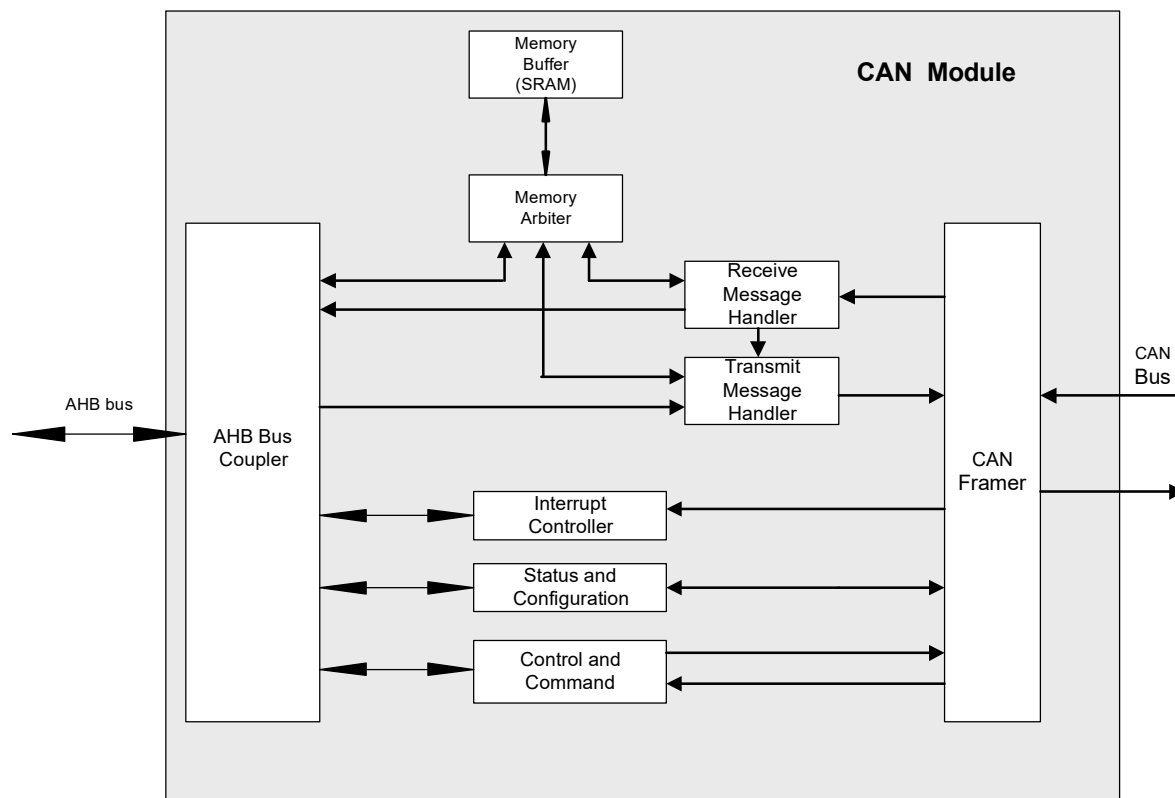 Memory
Buffer
(SRAM)
CAN Module
Memory
Arbiter
Receive
Message
Handler
Transmit
Message
Handler
CAN
Bus
AHB bus
AHB Bus
Coupler
CAN
Framer
Interrupt
Controller
Status and
Configuration
Control and
Command